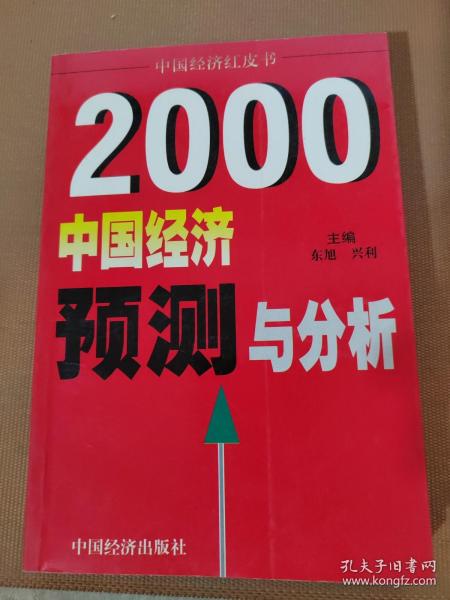 中国经济红皮书
2000
中国经济
主编
东旭 兴利
预测与分析
中国经济出版社
孔夫子旧书网
www.kongfz.com